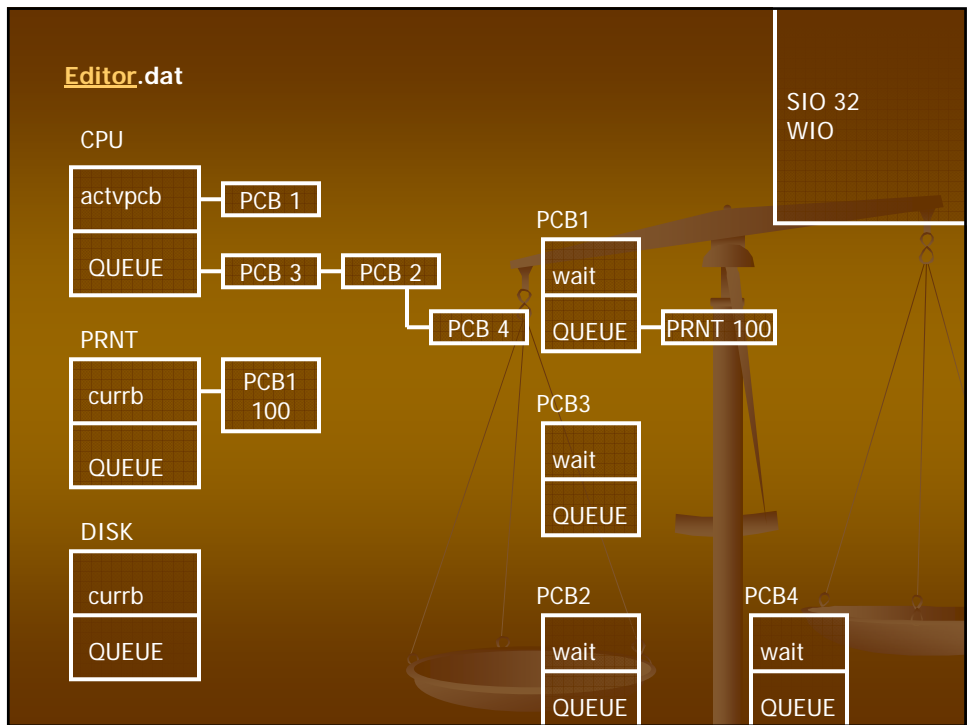 Editor.dat
SIO 32
WIO
CPU
actvpcb
PCB 1
QUEUE
PCB 3
PCB 2
PCB 4
PRNT
currb
PCB1
100
QUEUE
DISK
currb
QUEUE
PCB1
wait
QUEUE
PRNT 100
PCB3
wait
QUEUE
PCB2
wait
QUEUE
PCB4
wait
QUEUE